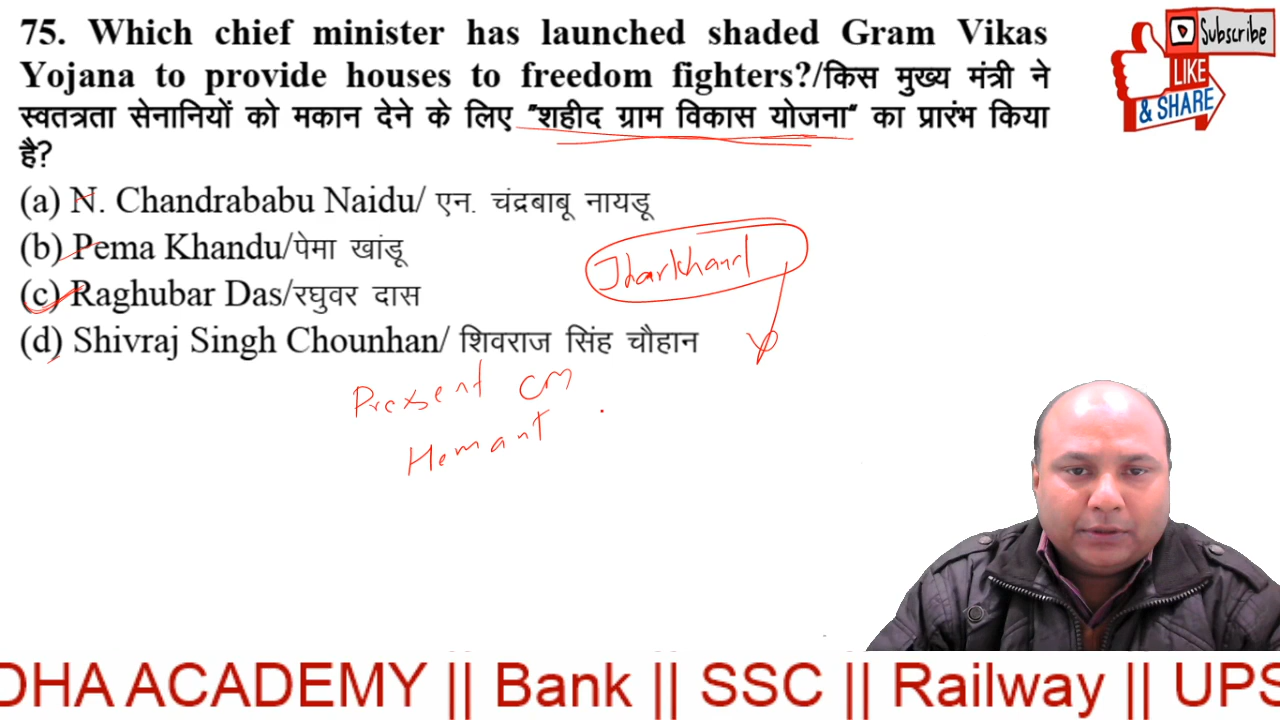 75. Which chief minister has launched shaded Gram Vikas
Yojana to provide houses to freedom fighters?/किस मुख्य मंत्री ने
स्वतत्रता सेनानियों को मकान देने के लिए "शहीद ग्राम विकास योजना" का प्रारंभ किया
है?
(a) N. Chandrababu Naidu/ एन. चंद्रबाबू नायडू
(b) Pema Khandu/पेमा खांडू
(c) Raghubar Das/रघुवर दास
(d) Shivraj Singh Chounhan/ शिवराज सिंह चौहान
Jharkhand
Present CM
Hemant
Subscribe
LIKE
& SHARE
DHA ACADEMY || Bank || SSC || Railway || UPS